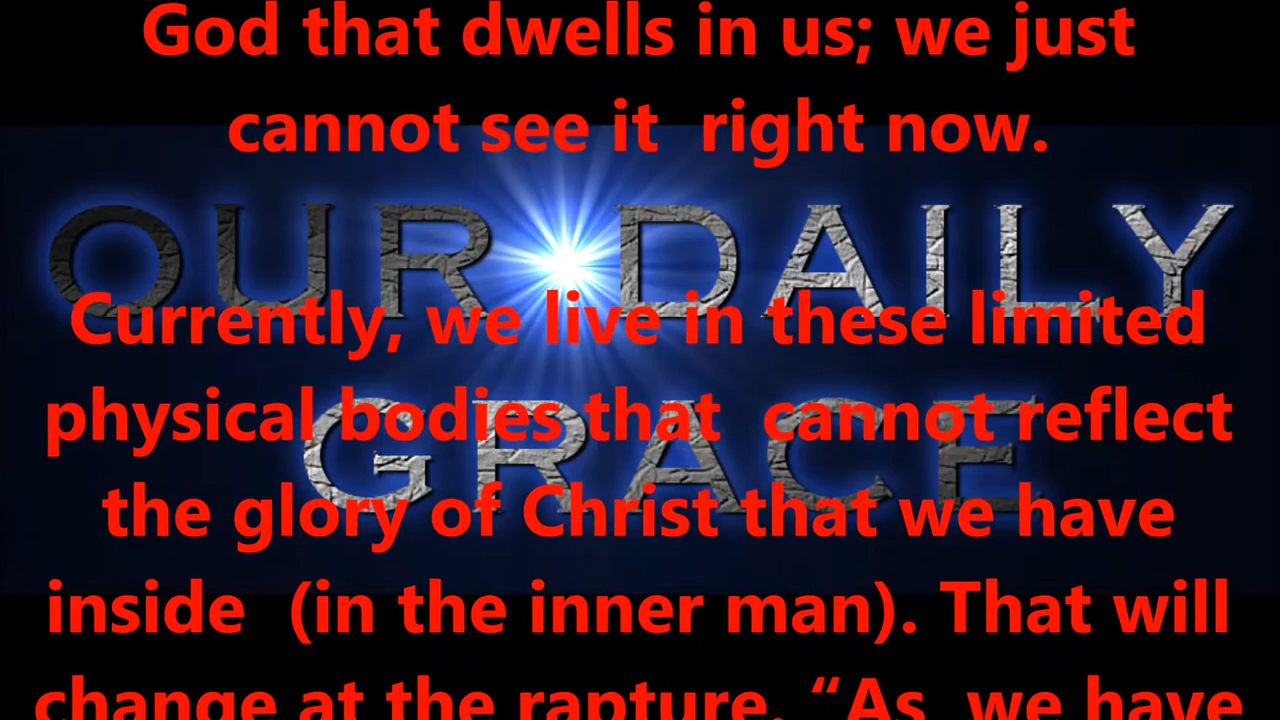 God that dwells in us; we just
cannot see it  right now.
OUR DAILY
Currently, we live in these limited
physical bodies that  cannot reflect
GRACE
the glory of Christ that we have
inside  (in the inner man). That will
change at the rapture. “As  we have